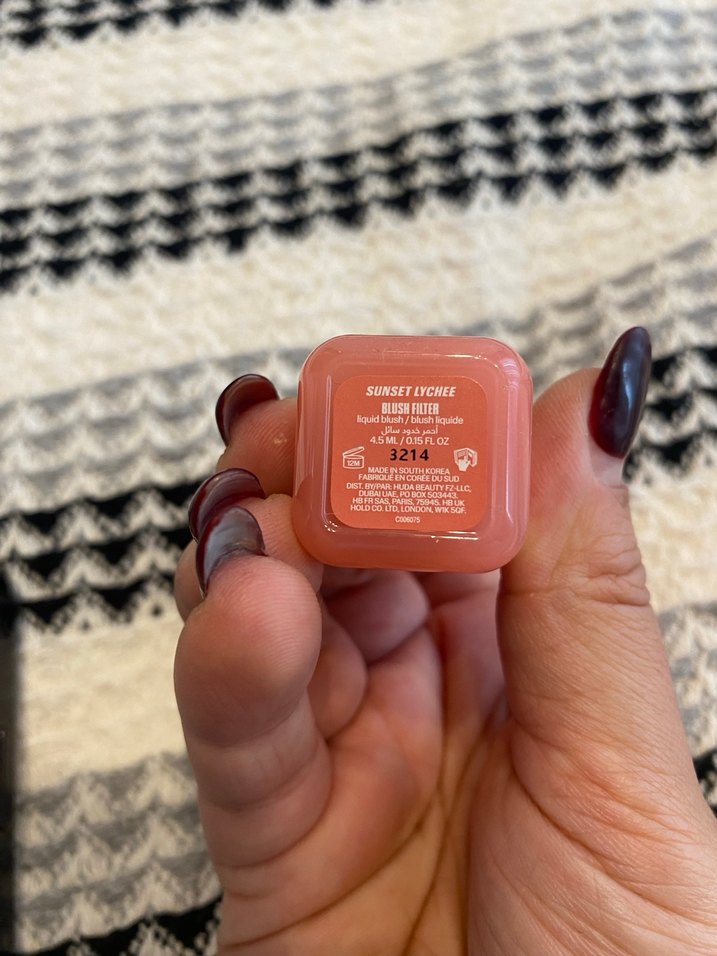 SUNSET LYCHEE
BLUSH FILTER
liquid blush / blush liquide
أحمر خدود سائل
4.5 ML / 0.15 FL OZ
3214
12M
MADE IN SOUTH KOREA
FABRIQUÉ EN CORÉE DU SUD
DIST. BY/PAR: HUDA BEAUTY FZ-LLC,
DUBAI UAE, PO BOX 503443.
HB FR SAS, PARIS, 75945. HB UK
HOLD CO. LTD, LONDON, W1K 5QF.
C006075